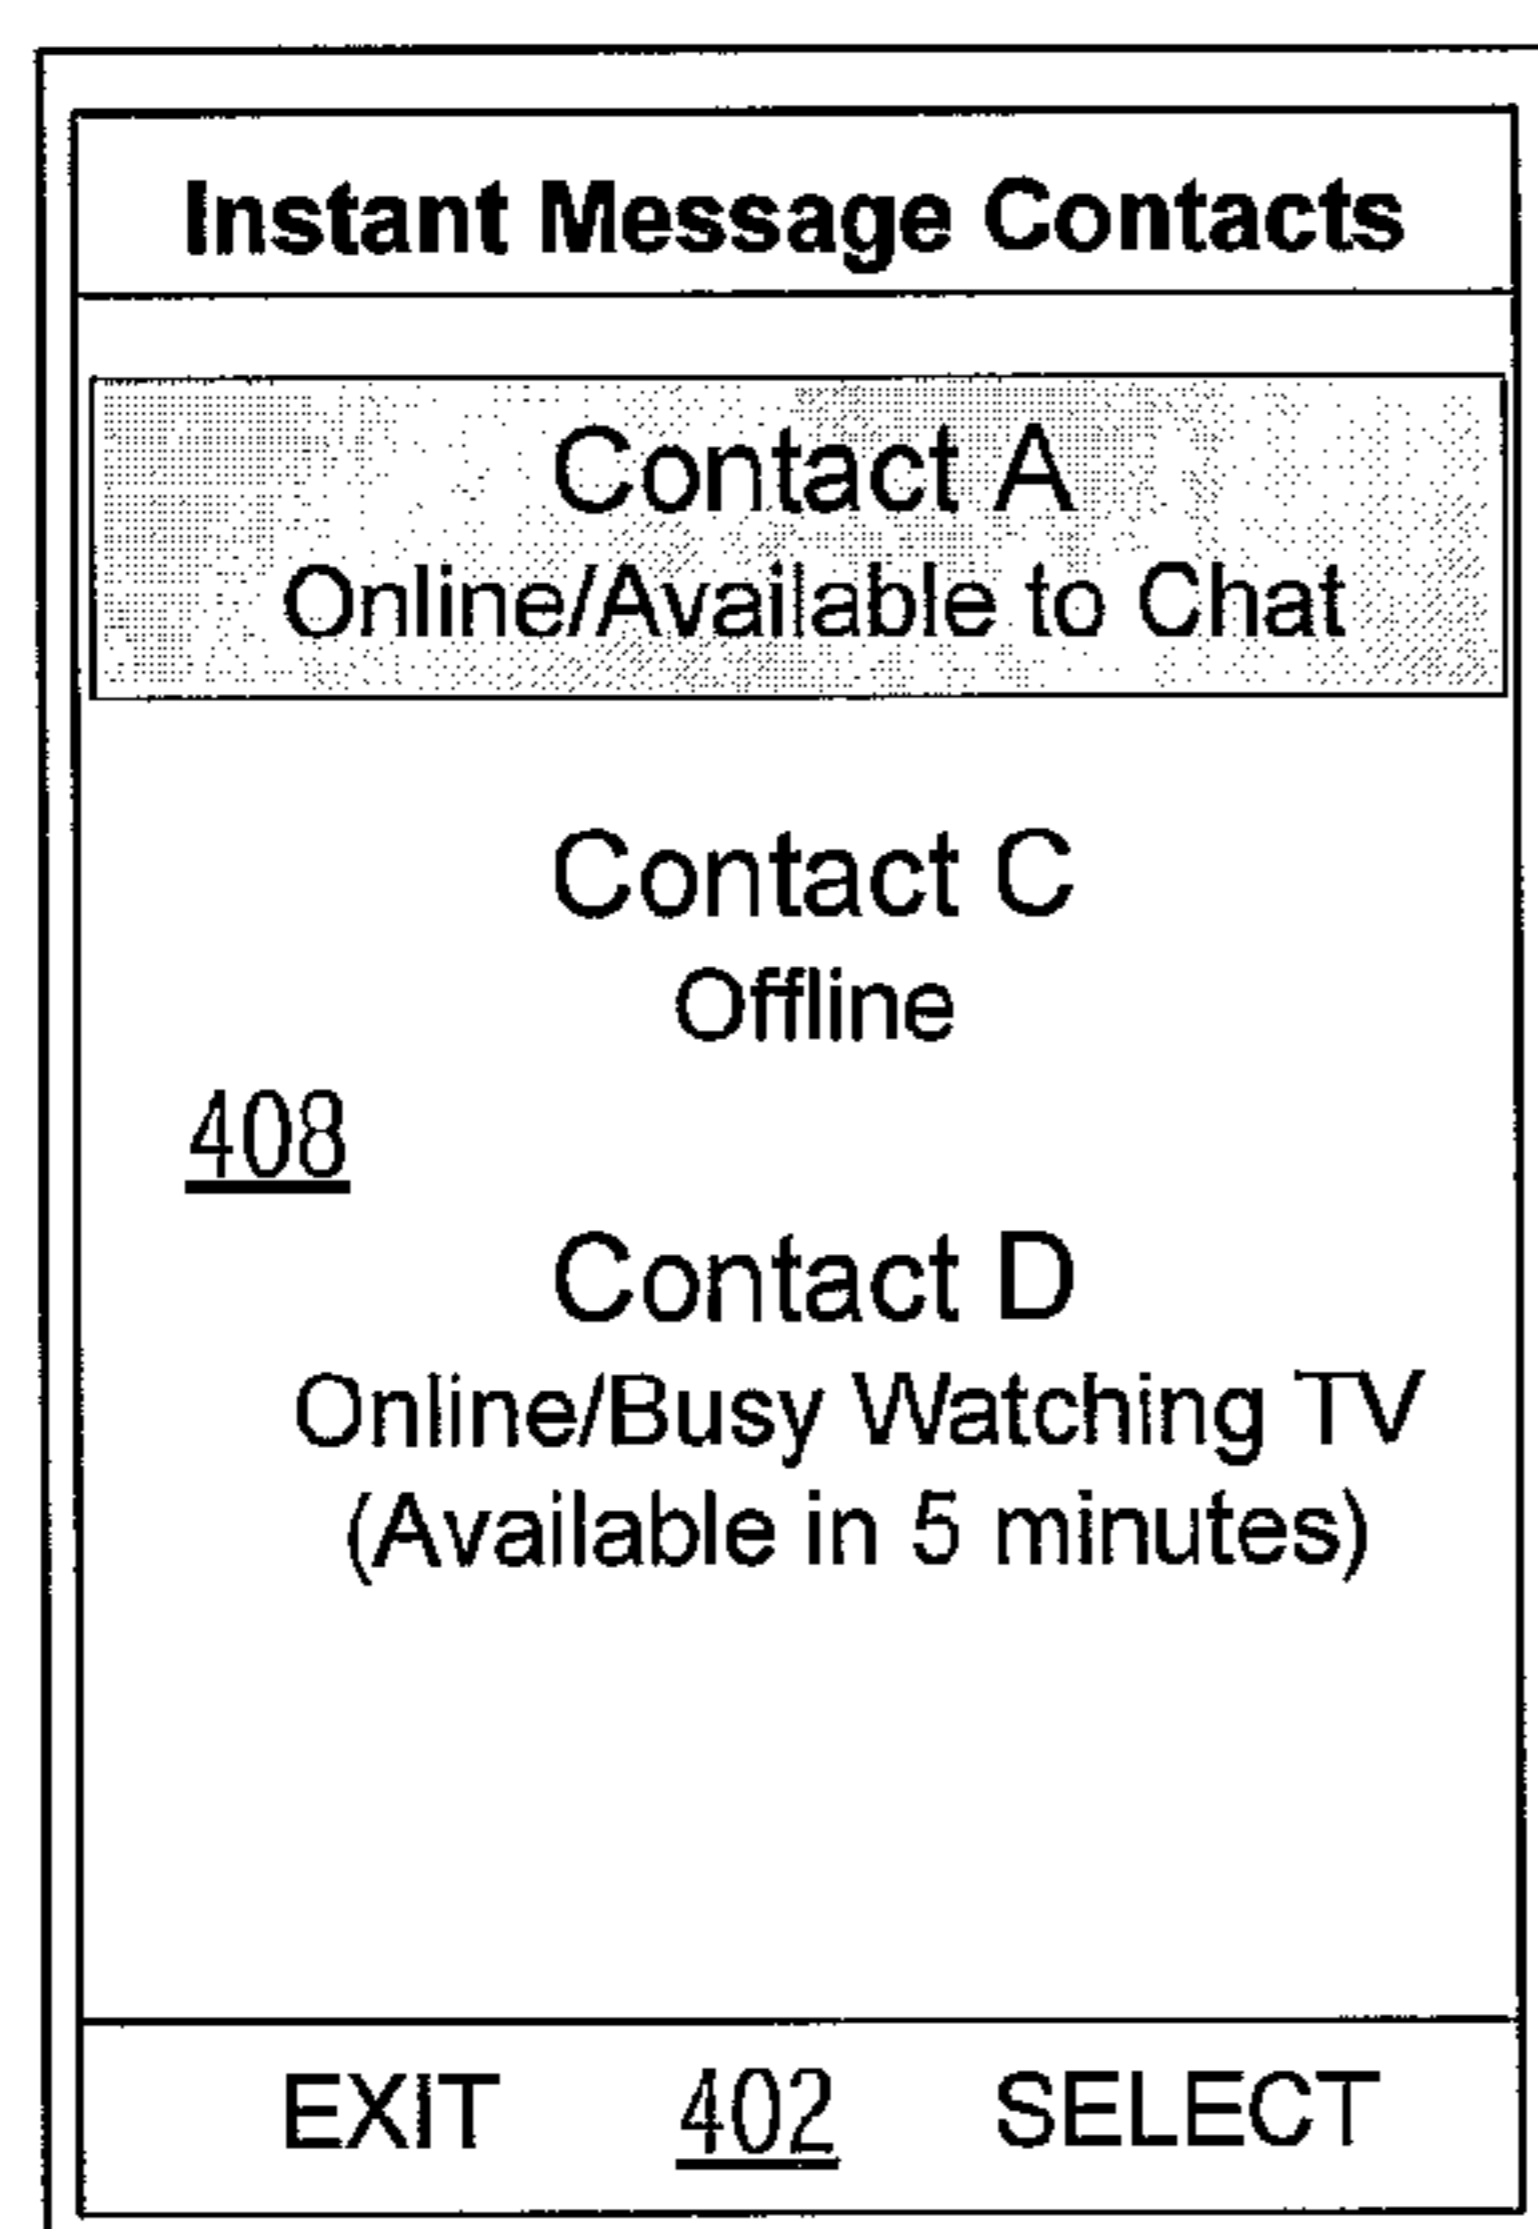 Instant Message Contacts
Contact A
Online/Available to Chat
Contact C
Offline
408
Contact D
Online/Busy Watching TV
(Available in 5 minutes)
EXIT 402 SELECT